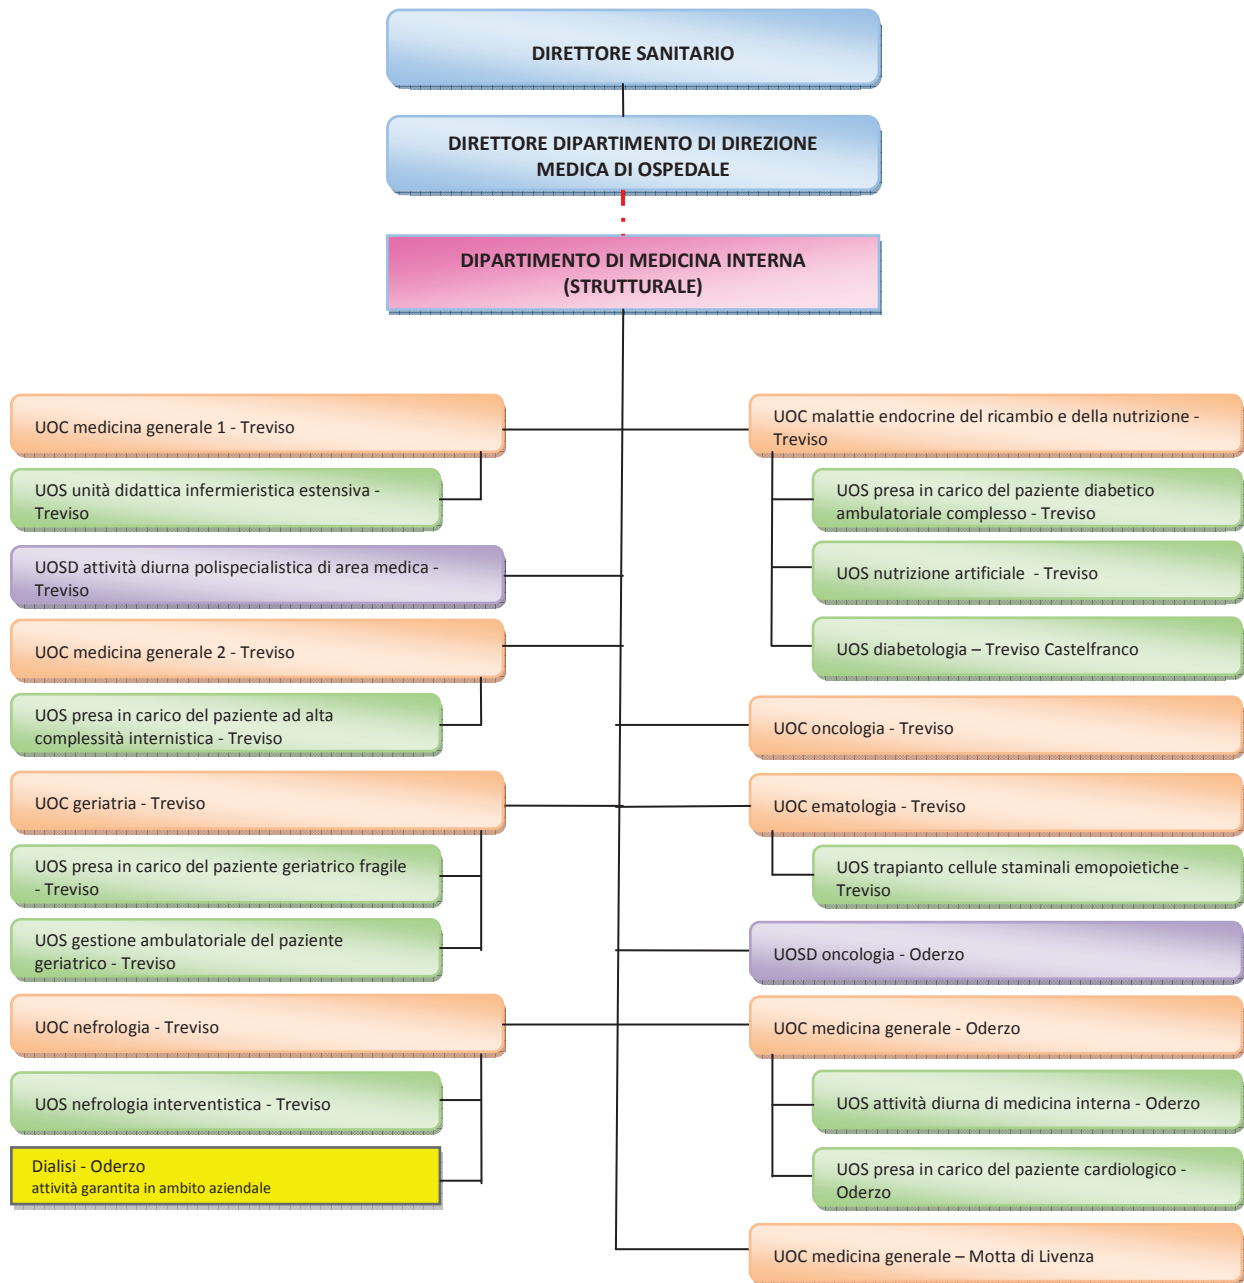 DIRETTORE SANITARIO
DIRETTORE DIPARTIMENTO DI DIREZIONE
MEDICA DI OSPEDALE
DIPARTIMENTO DI MEDICINA INTERNA
(STRUTTURALE)
UOC medicina generale 1 - Treviso
UOS unità didattica infermieristica estensiva -
Treviso
UOSD attività diurna polispecialistica di area medica -
Treviso
UOC medicina generale 2 - Treviso
UOS presa in carico del paziente ad alta
complessità internistica - Treviso
UOC geriatria - Treviso
UOS presa in carico del paziente geriatrico fragile
- Treviso
UOS gestione ambulatoriale del paziente
geriatrico - Treviso
UOC nefrologia - Treviso
UOS nefrologia interventistica - Treviso
Dialisi - Oderzo
attività garantita in ambito aziendale
UOC malattie endocrine del ricambio e della nutrizione -
Treviso
UOS presa in carico del paziente diabetico
ambulatoriale complesso - Treviso
UOS nutrizione artificiale - Treviso
UOS diabetologia – Treviso Castelfranco
UOC oncologia - Treviso
UOC ematologia - Treviso
UOS trapianto cellule staminali emopoietiche -
Treviso
UOSD oncologia - Oderzo
UOC medicina generale - Oderzo
UOS attività diurna di medicina interna - Oderzo
UOS presa in carico del paziente cardiologico -
Oderzo
UOC medicina generale – Motta di Livenza